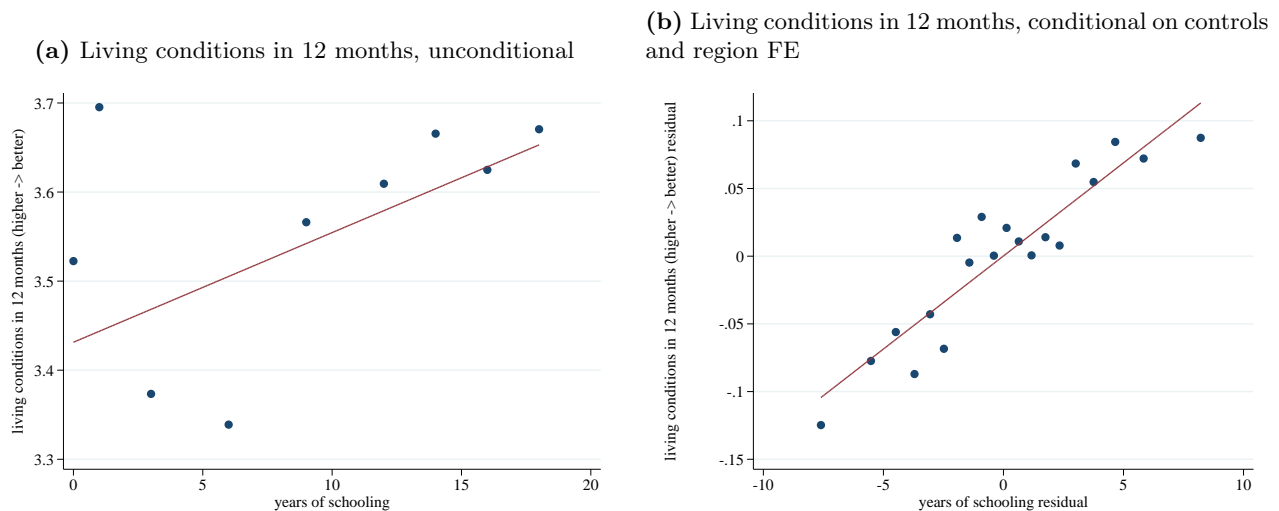 (a) Living conditions in 12 months, unconditional
living conditions in 12 months (higher -> better)
3.7
3.6
3.5
3.4
3.3
0 5 10 15 20
years of schooling
(b) Living conditions in 12 months, conditional on controls
and region FE
living conditions in 12 months (higher -> better) residual
.1
.05
0
-.05
-.1
-.15
-10 -5 0 5 10
years of schooling residual